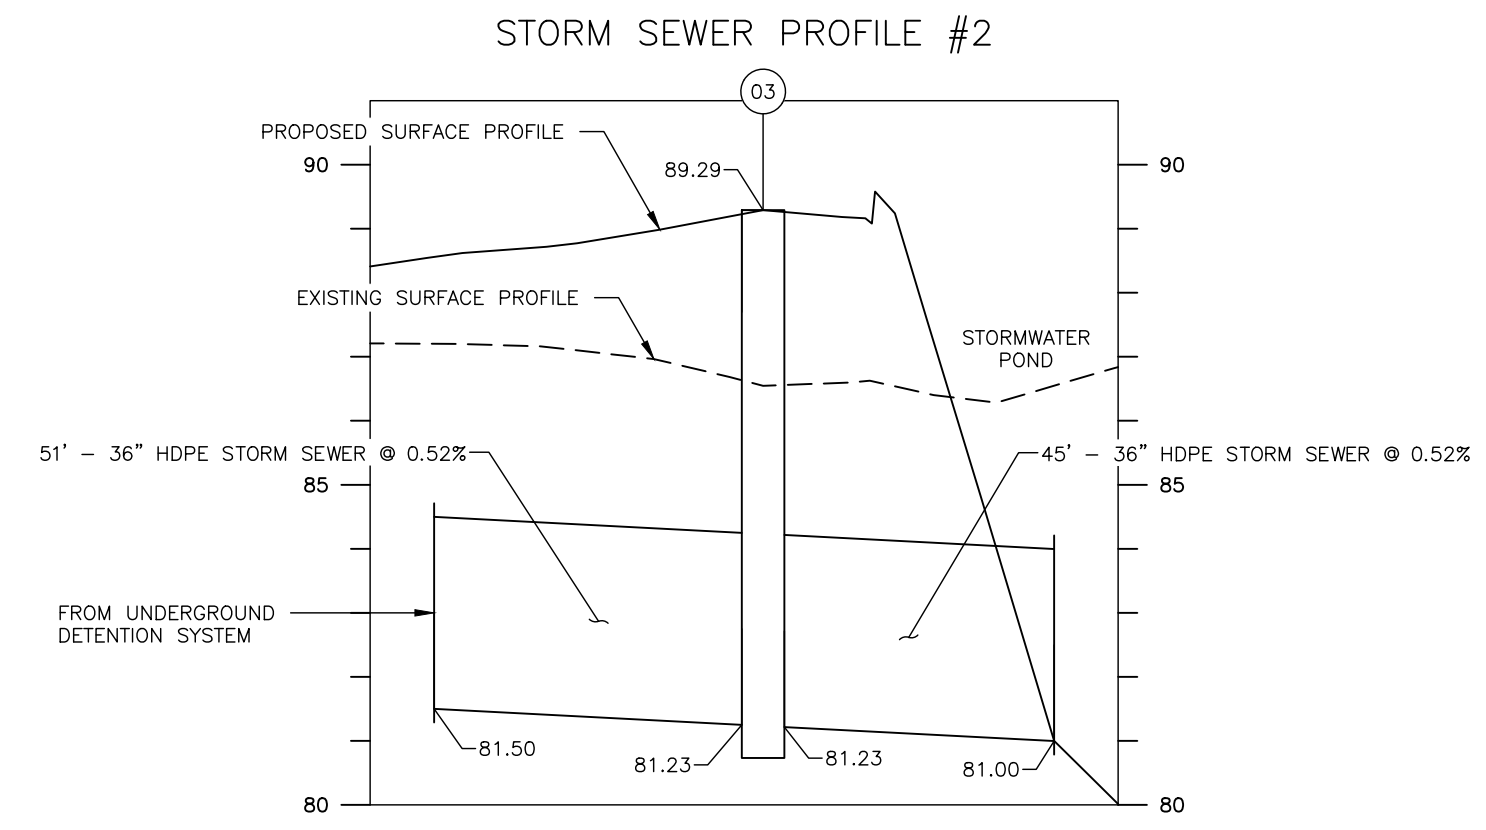 STORM SEWER PROFILE #2
03
PROPOSED SURFACE PROFILE
90
89.29
90
EXISTING SURFACE PROFILE
STORMWATER
POND
51' – 36" HDPE STORM SEWER @ 0.52%
45' – 36" HDPE STORM SEWER @ 0.52%
85
85
FROM UNDERGROUND
DETENTION SYSTEM
81.50
81.23
81.23
81.00
80
80